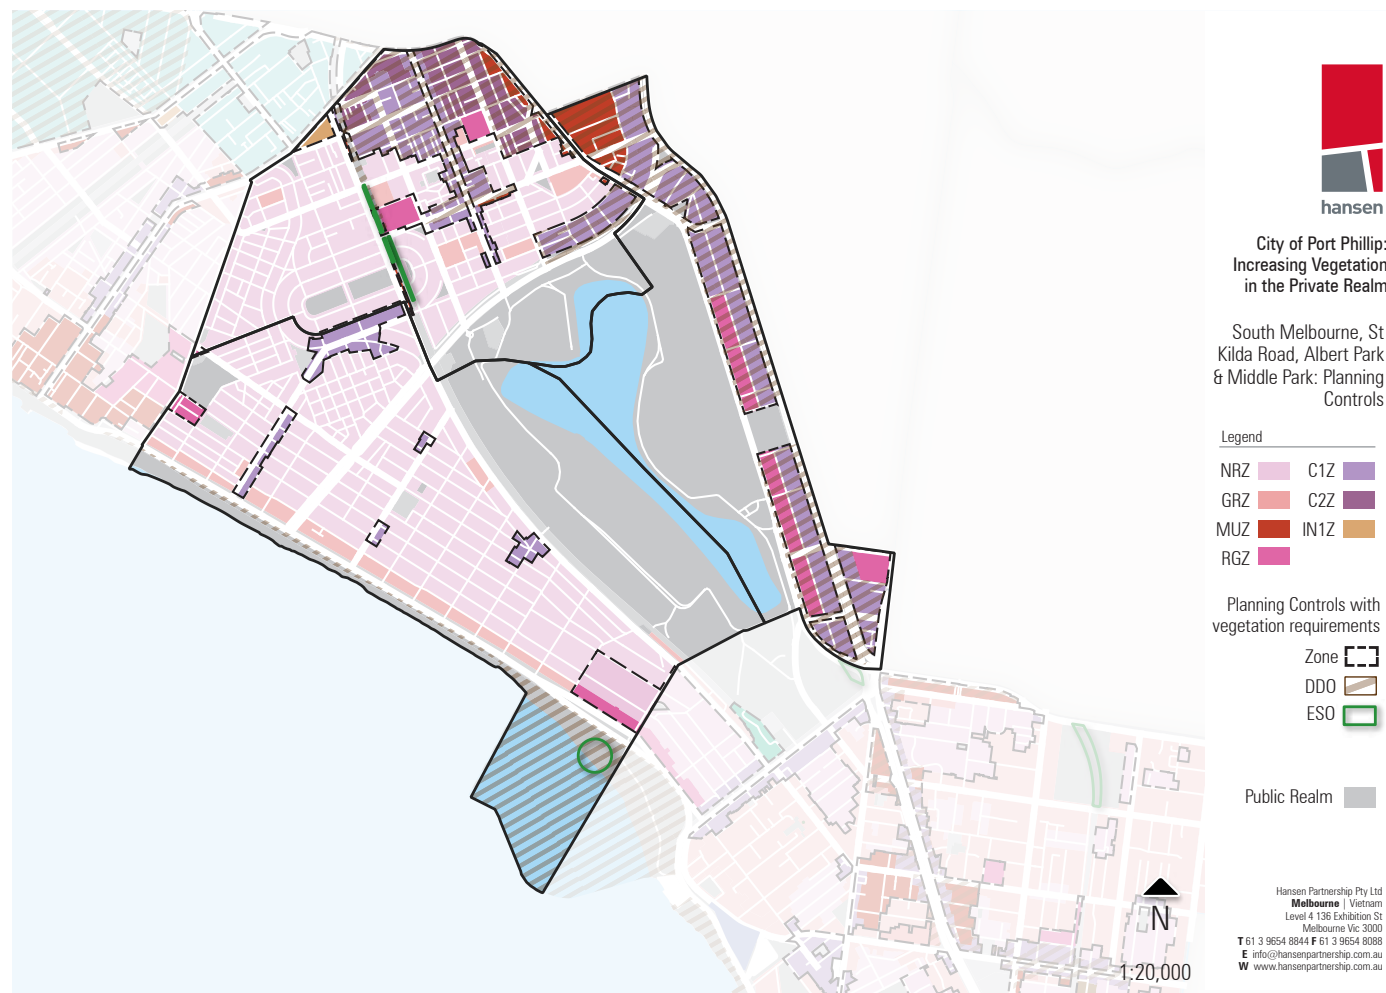 hansen
City of Port Phillip:
Increasing Vegetation
in the Private Realm
South Melbourne, St
Kilda Road, Albert Park
& Middle Park: Planning
Controls
Legend
NRZ C1Z
GRZ C2Z
MUZ IN1Z
RGZ
Planning Controls with
vegetation requirements
Zone
DDO
ESO
Public Realm
Hansen Partnership Pty Ltd
Melbourne | Vietnam
Level 4 136 Exhibition St
Melbourne Vic 3000
T 61 3 9654 8844 F 61 3 9654 8088
E info@hansenpartnership.com.au
W www.hansenpartnership.com.au
N
1:20,000